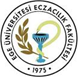 EGE ÜNİVERSİTESİ ECZACILIK FAKÜLTESİ
• 1975 •